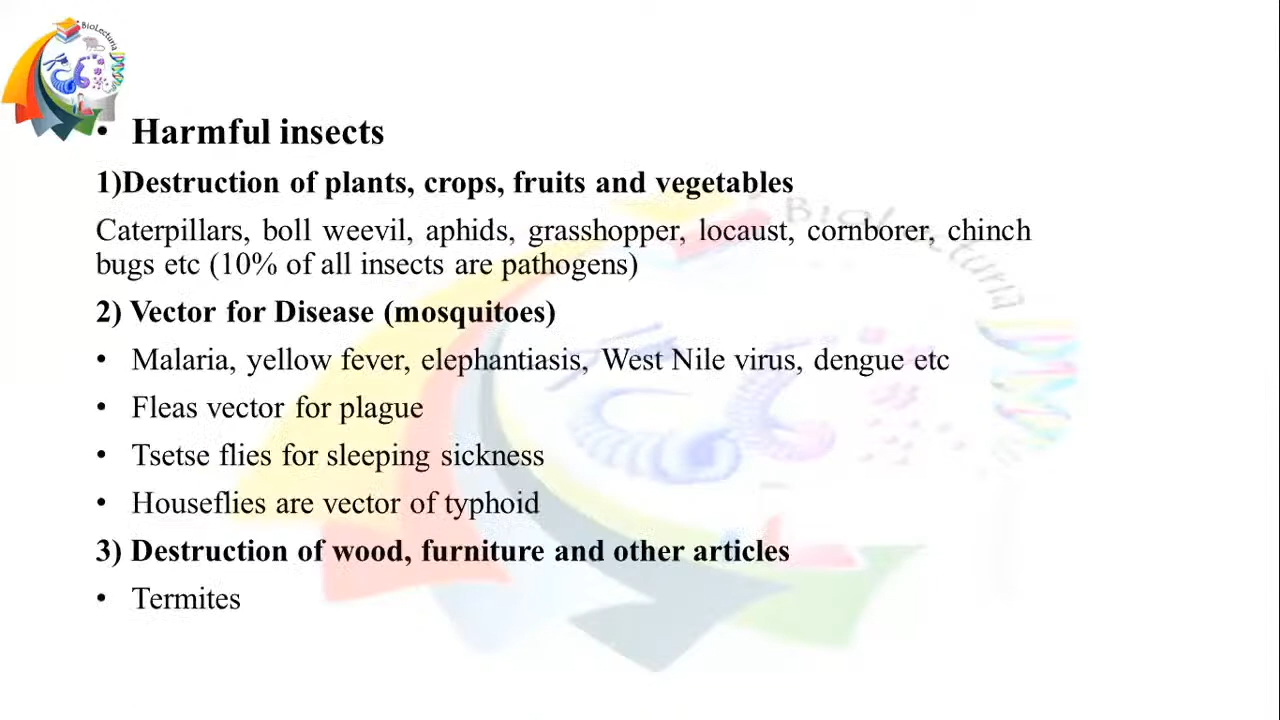 BioLecturia
• Harmful insects
1)Destruction of plants, crops, fruits and vegetables
Caterpillars, boll weevil, aphids, grasshopper, locaust, cornborer, chinch
bugs etc (10% of all insects are pathogens)
2) Vector for Disease (mosquitoes)
• Malaria, yellow fever, elephantiasis, West Nile virus, dengue etc
• Fleas vector for plague
• Tsetse flies for sleeping sickness
• Houseflies are vector of typhoid
3) Destruction of wood, furniture and other articles
• Termites
BioLecturia